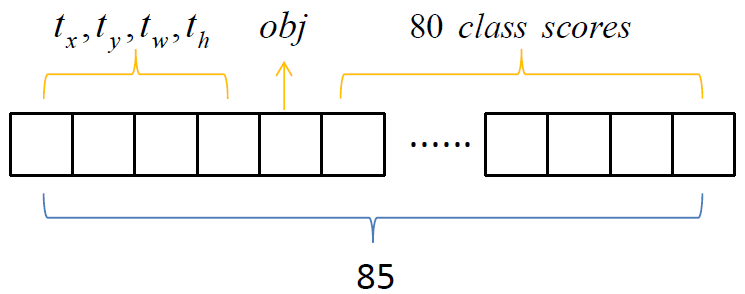 t_x, t_y, t_w, t_h obj 80 class scores
......
85